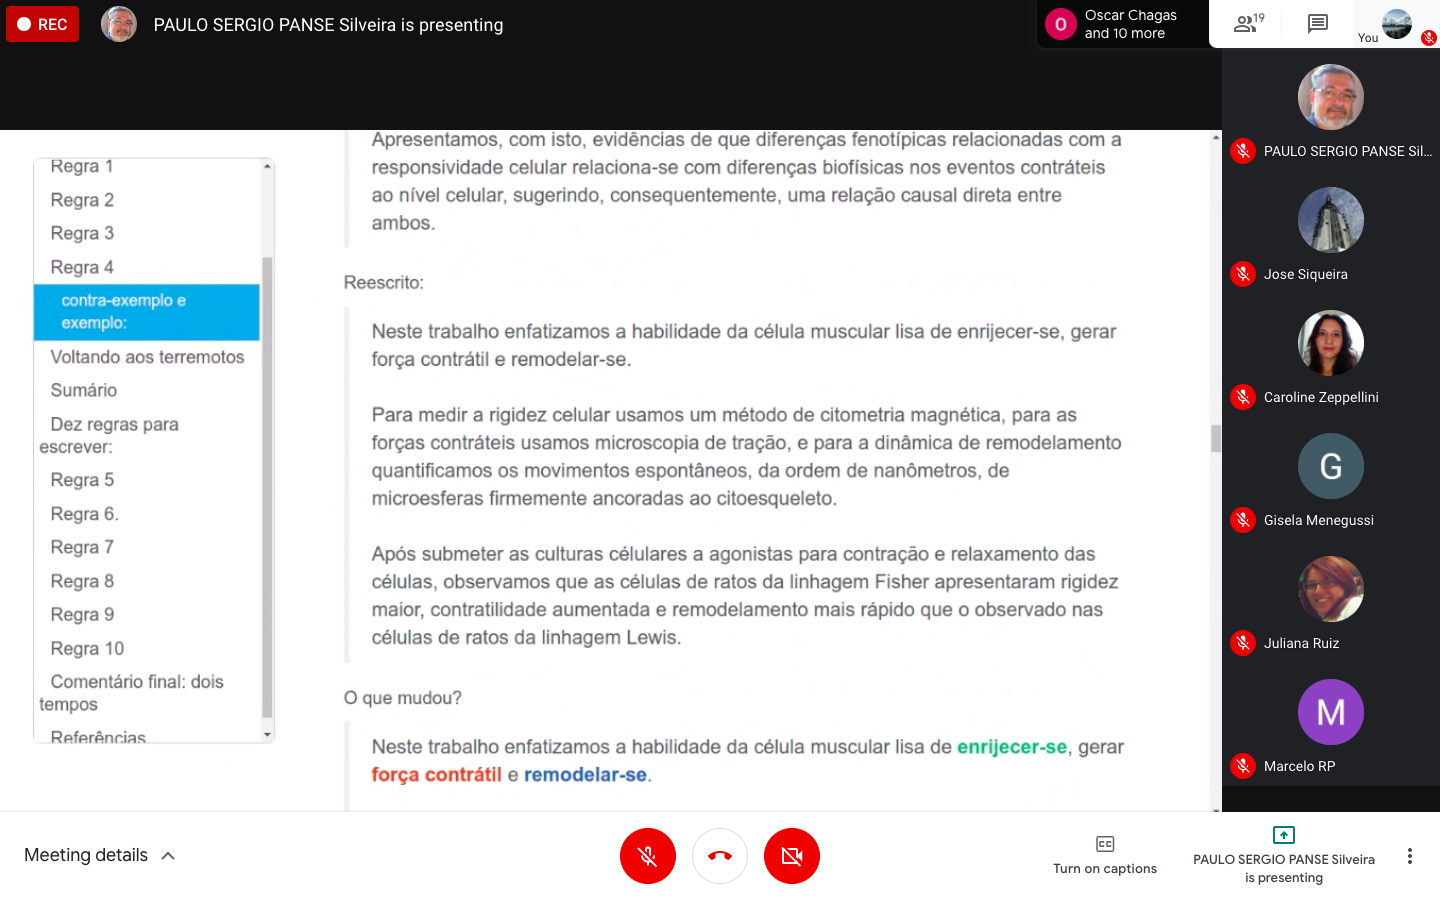 REC
PAULO SERGIO PANSE Silveira is presenting
O
Oscar Chagas
and 10 more
19
You
Regra 1
Regra 2
Regra 3
Regra 4
contra-exemplo e
exemplo:
Voltando aos terremotos
Sumário
Dez regras para
escrever:
Regra 5
Regra 6.
Regra 7
Regra 8
Regra 9
Regra 10
Comentário final: dois
tempos
Referências
Apresentamos, com isto, evidências de que diferenças fenotípicas relacionadas com a
responsividade celular relaciona-se com diferenças biofísicas nos eventos contráteis
ao nível celular, sugerindo, consequentemente, uma relação causal direta entre
ambos.
Reescrito:
Neste trabalho enfatizamos a habilidade da célula muscular lisa de enrijecer-se, gerar
força contrátil e remodelar-se.
Para medir a rigidez celular usamos um método de citometria magnética, para as
forças contráteis usamos microscopia de tração, e para a dinâmica de remodelamento
quantificamos os movimentos espontâneos, da ordem de nanômetros, de
microesferas firmemente ancoradas ao citoesqueleto.
Após submeter as culturas célulares a agonistas para contração e relaxamento das
células, observamos que as células de ratos da linhagem Fisher apresentaram rigidez
maior, contratilidade aumentada e remodelamento mais rápido que o observado nas
células de ratos da linhagem Lewis.
O que mudou?
Neste trabalho enfatizamos a habilidade da célula muscular lisa de enrijecer-se, gerar
força contrátil e remodelar-se.
PAULO SERGIO PANSE Sil...
Jose Siqueira
Caroline Zeppellini
G
Gisela Menegussi
Juliana Ruiz
M
Marcelo RP
Meeting details
CC
Turn on captions
PAULO SERGIO PANSE Silveira
is presenting